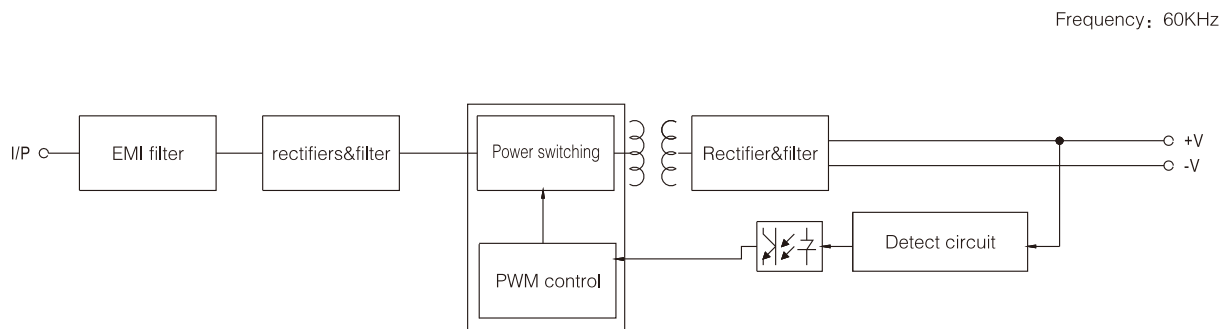 Frequency：60KHz
I/P
EMI filter
rectifiers&filter
Power switching
Rectifier&filter
+V
-V
Detect circuit
PWM control